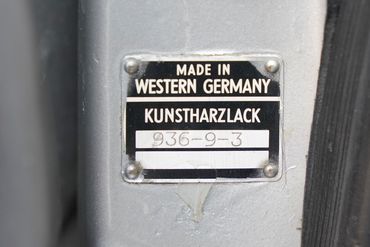 MADE IN
WESTERN GERMANY
KUNSTHARZLACK
936-9-3